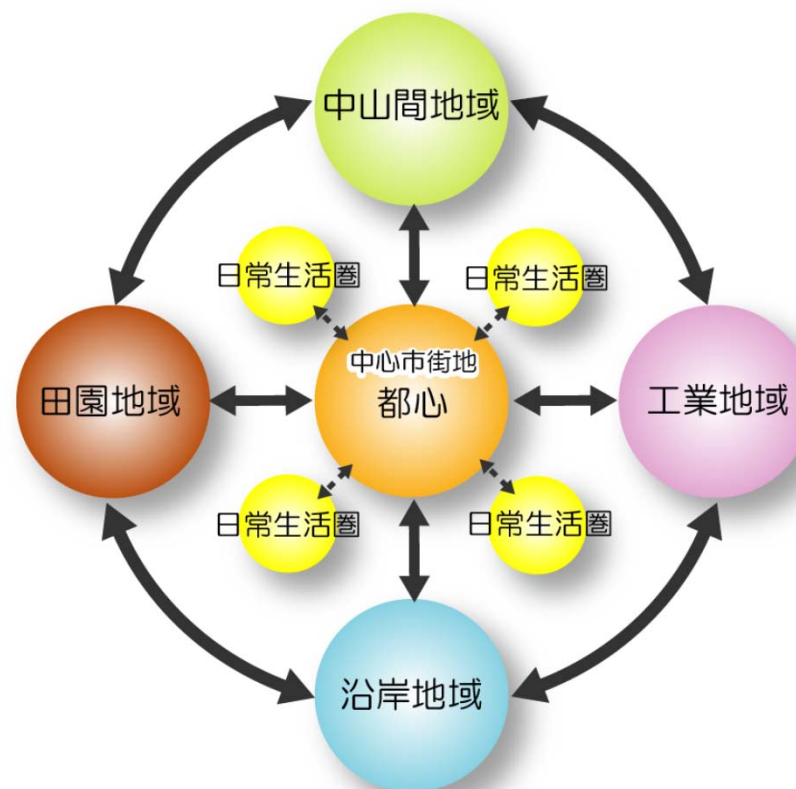 中山間地域
日常生活圏
日常生活圏
中心市街地
都心
田園地域
工業地域
日常生活圏
日常生活圏
沿岸地域